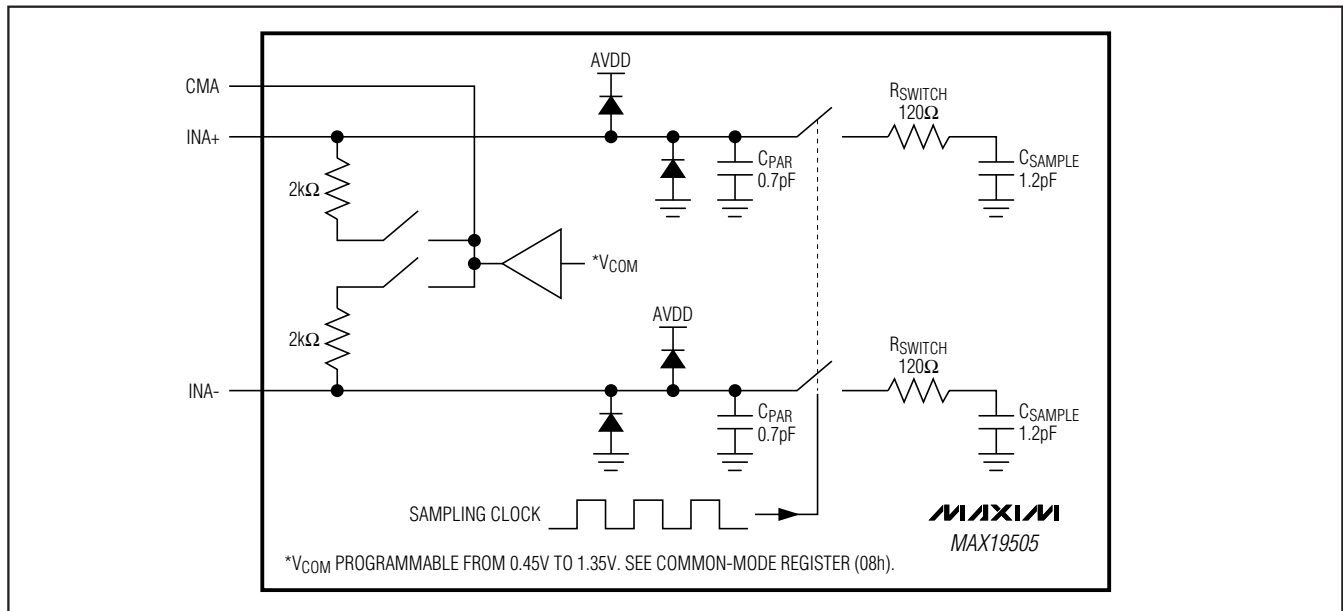 CMA
INA+
AVDD
RSWITCH
120Ω
CPAR
0.7pF
CSAMPLE
1.2pF
2kΩ
*VCOM
2kΩ
AVDD
RSWITCH
120Ω
INA-
CPAR
0.7pF
CSAMPLE
1.2pF
SAMPLING CLOCK
MAXIM
MAX19505
*VCOM PROGRAMMABLE FROM 0.45V TO 1.35V. SEE COMMON-MODE REGISTER (08h).